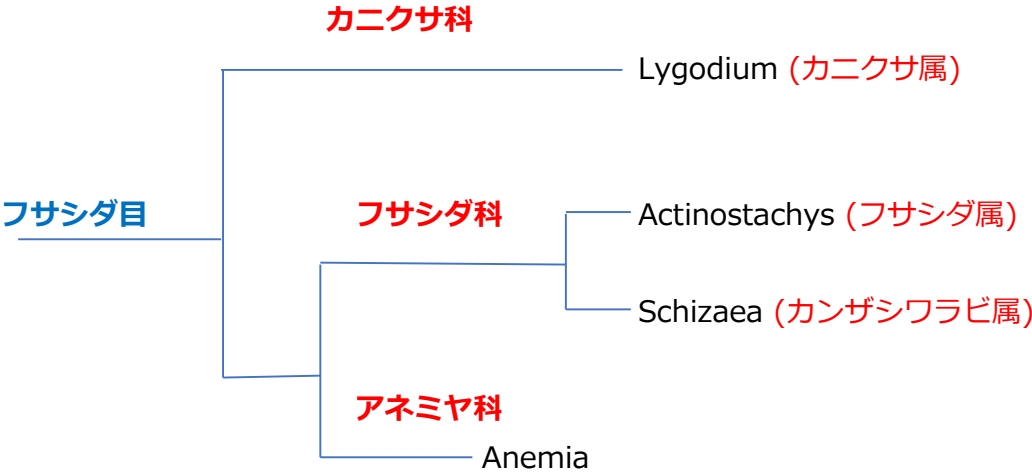 カニクサ科
Lygodium (カニクサ属)
フサシダ目
フサシダ科
Actinostachys (フサシダ属)
Schizaea (カンザシワラビ属)
アネミヤ科
Anemia